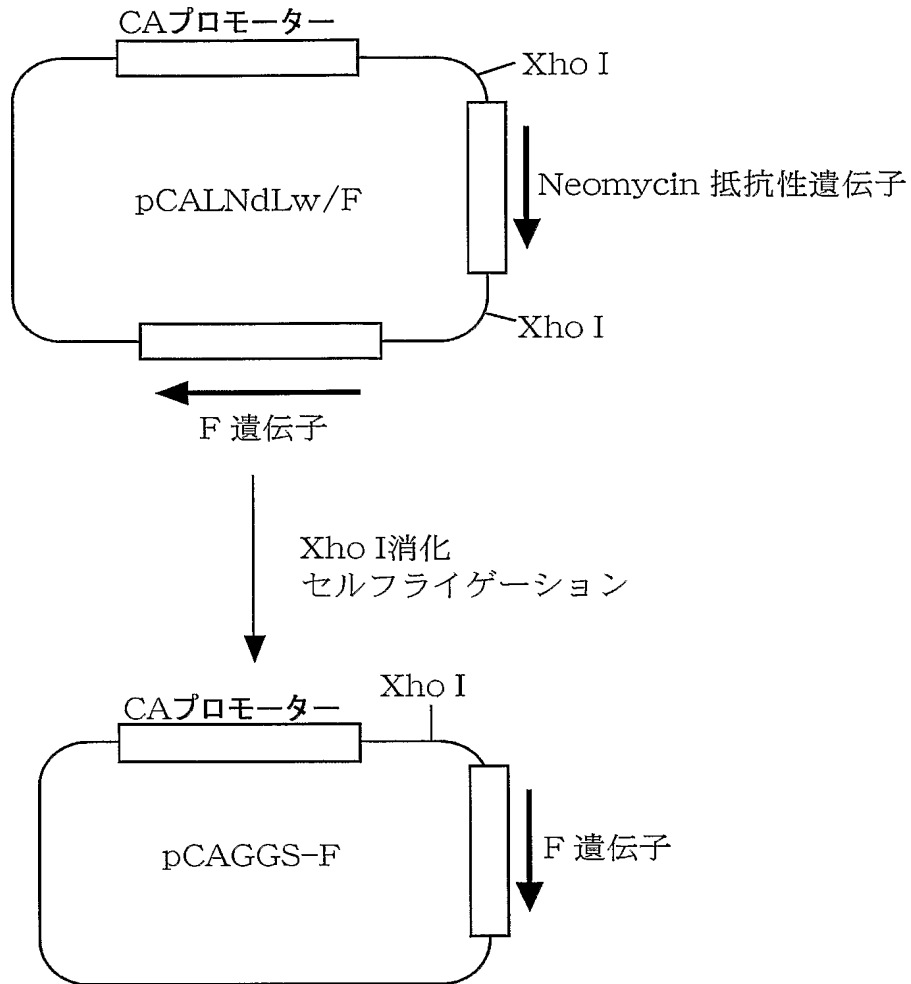 CAプロモーター
Xho I
pCALNdLw/F
Neomycin 抵抗性遺伝子
Xho I
F 遺伝子
Xho I消化
セルフライゲーション
Xho I
CAプロモーター
pCAGGS-F
F 遺伝子